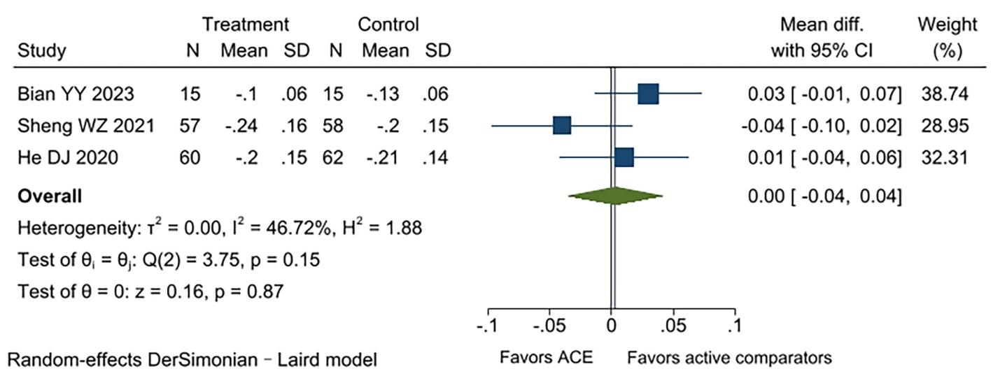 Treatment Control Mean diff. Weight
Study N Mean SD N Mean SD with 95% CI (%)
Bian YY 2023 15 -.1 .06 15 -.13 .06 0.03 [ -0.01, 0.07] 38.74
Sheng WZ 2021 57 -.24 .16 58 -.2 .15 -0.04 [ -0.10, 0.02] 28.95
He DJ 2020 60 -.2 .15 62 -.21 .14 0.01 [ -0.04, 0.06] 32.31
Overall 0.00 [ -0.04, 0.04]
Heterogeneity: τ² = 0.00, I² = 46.72%, H² = 1.88
Test of θᵢ = θⱼ: Q(2) = 3.75, p = 0.15
Test of θ = 0: z = 0.16, p = 0.87
-.1 -.05 0 .05 .1
Favors ACE Favors active comparators
Random-effects DerSimonian – Laird model